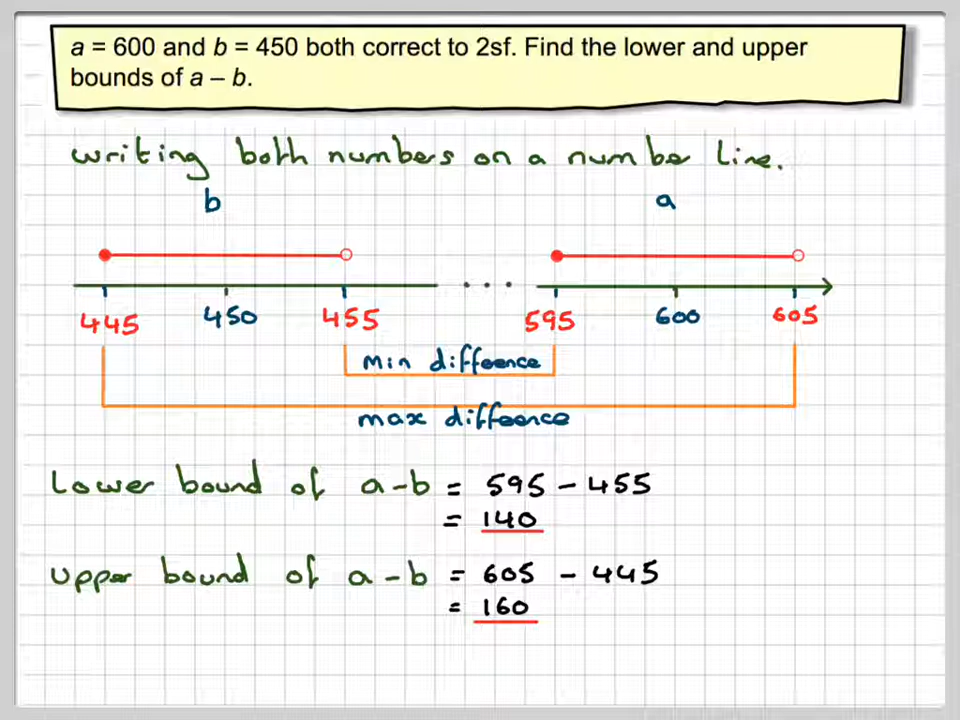 a = 600 and b = 450 both correct to 2sf. Find the lower and upper
bounds of a – b.
writing both numbers on a number line.
b a
445 450 455 ... 595 600 605
min diffeence
max diffeence
Lower bound of a-b = 595 - 455
= 140
Upper bound of a-b = 605 - 445
= 160